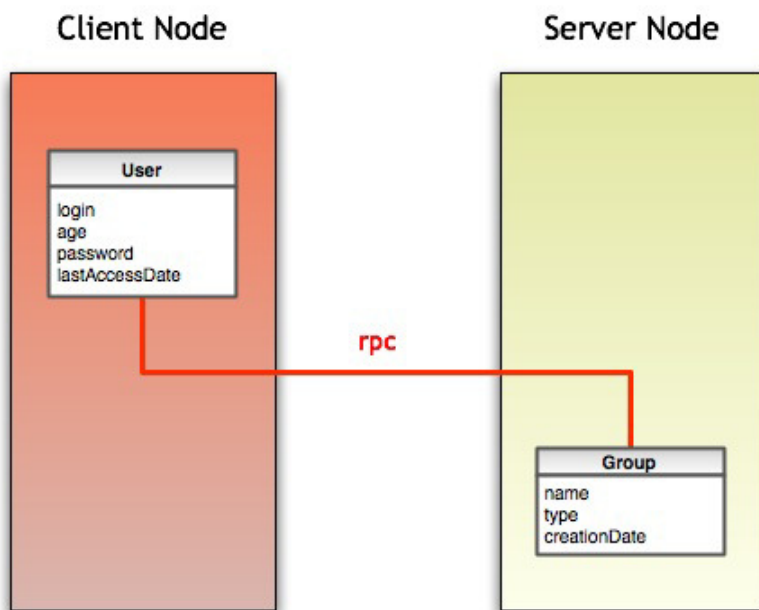 Client Node
Server Node
User
login
age
password
lastAccessDate
rpc
Group
name
type
creationDate